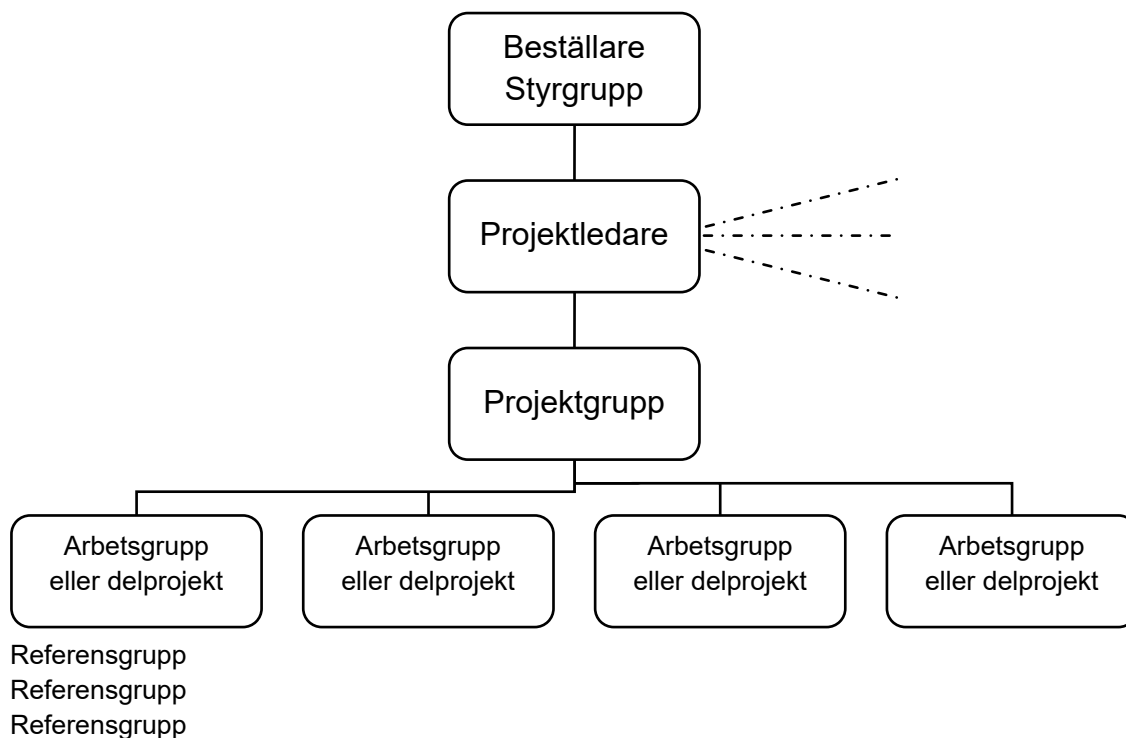 Beställare
Styrgrupp
Projektledare
Projektgrupp
Arbetsgrupp
eller delprojekt
Arbetsgrupp
eller delprojekt
Arbetsgrupp
eller delprojekt
Arbetsgrupp
eller delprojekt
Referensgrupp
Referensgrupp
Referensgrupp